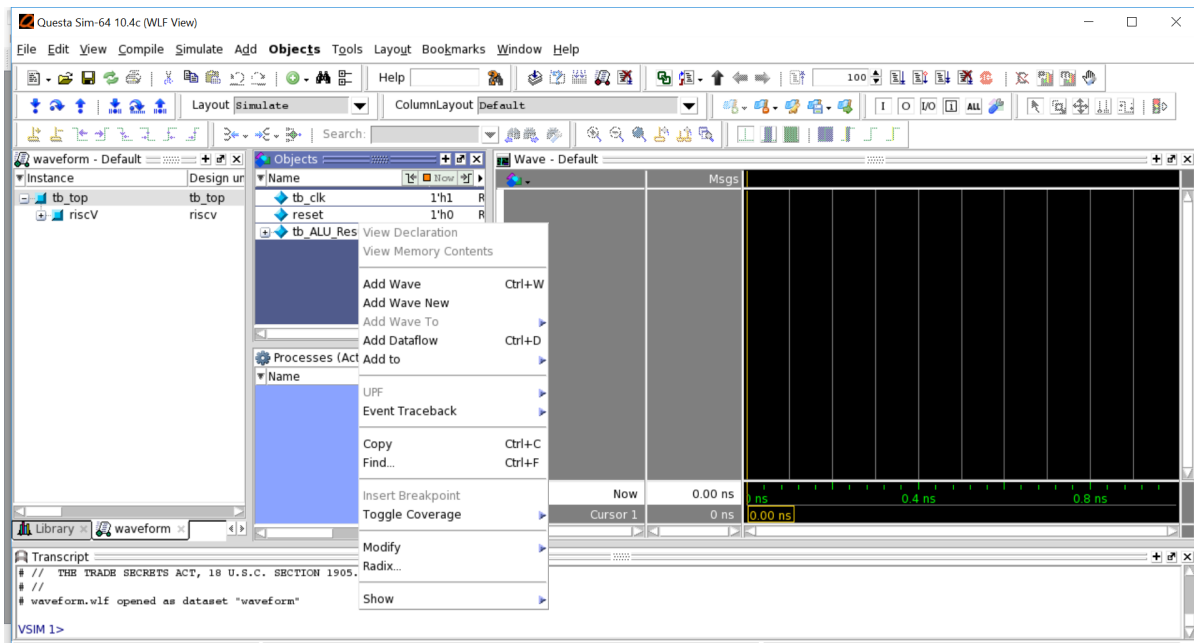 Questa Sim-64 10.4c (WLF View)
File Edit View Compile Simulate Add Objects Tools Layout Bookmarks Window Help
Help
100
ALL
Layout Simulate
ColumnLayout Default
I O I/O 1 ALL
Search:
waveform - Default
Instance Design un
tb_top tb_top
riscV riscv
Library
waveform
Objects
Name Now
tb_clk 1'h1 R
reset 1'h0 R
tb_ALU_Res
Processes (Act
Name
View Declaration
View Memory Contents
Add Wave Ctrl+W
Add Wave New
Add Wave To
Add Dataflow Ctrl+D
Add to
UPF
Event Traceback
Copy Ctrl+C
Find... Ctrl+F
Insert Breakpoint
Toggle Coverage
Modify
Radix...
Show
Wave - Default
Msgs
Now 0.00 ns
ns 0.4 ns 0.8 ns
Cursor 1 0 ns
0.00 ns
Transcript
# // THE TRADE SECRETS ACT, 18 U.S.C. SECTION 1905.
# //
# waveform.wlf opened as dataset "waveform"
VSIM 1>